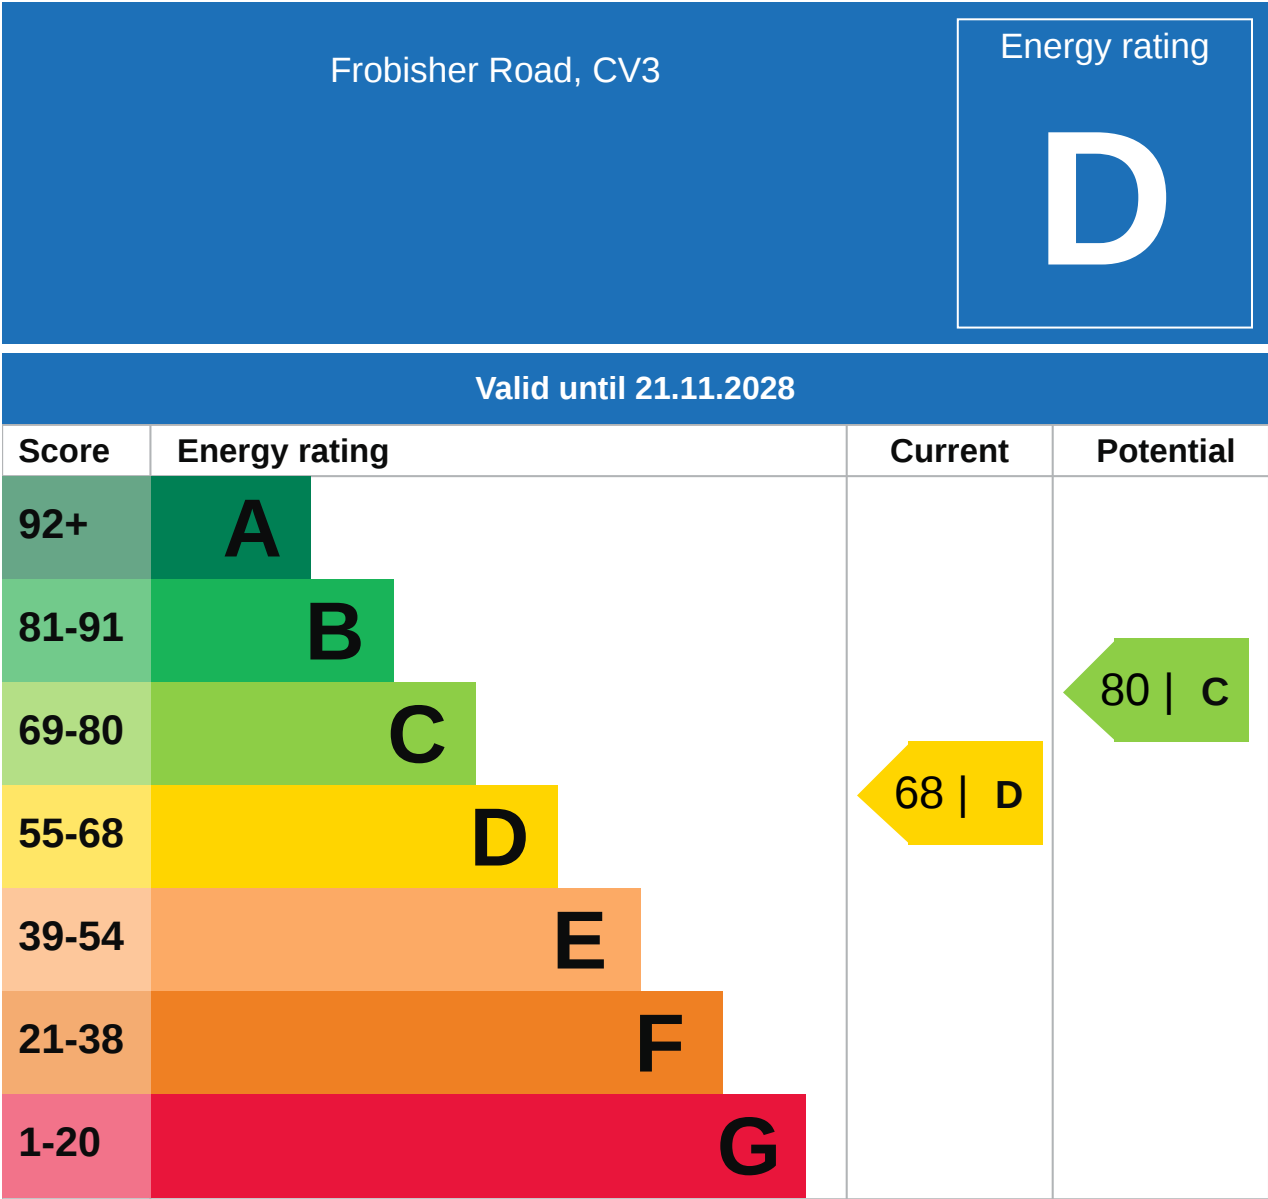 Frobisher Road, CV3
Energy rating
D
Valid until 21.11.2028
Score Energy rating Current Potential
92+ A
81-91 B
80 | C
69-80 C
68 | D
55-68 D
39-54 E
21-38 F
1-20 G